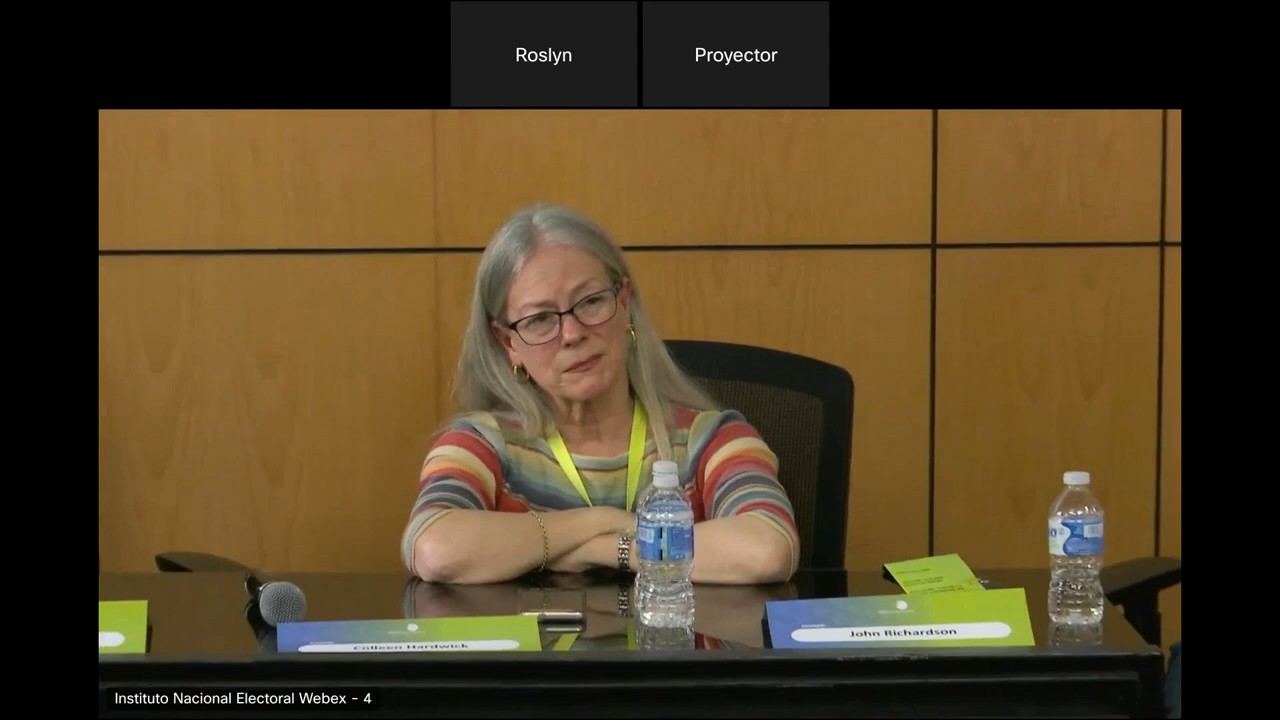 Roslyn
Proyector
Colleen Hardwick
John Richardson
Instituto Nacional Electoral Webex - 4